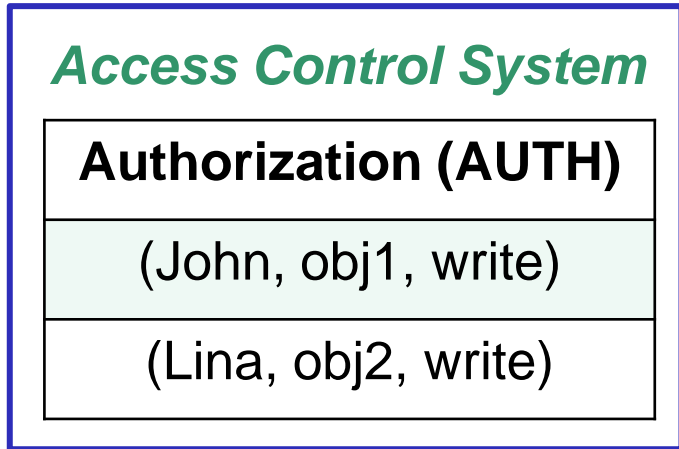 Access Control System
Authorization (AUTH)
(John, obj1, write)
(Lina, obj2, write)